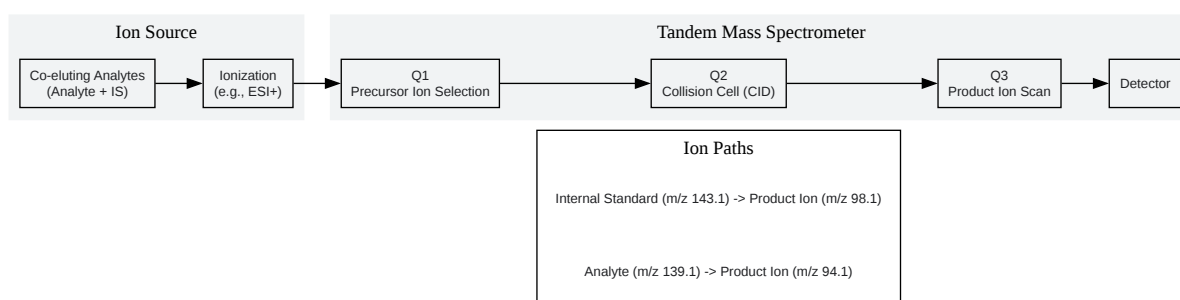 Ion Source
Tandem Mass Spectrometer
Co-eluting Analytes
(Analyte + IS)
Ionization
(e.g., ESI+)
Q1
Precursor Ion Selection
Q2
Collision Cell (CID)
Q3
Product Ion Scan
Detector
Ion Paths
Internal Standard (m/z 143.1) -> Product Ion (m/z 98.1)
Analyte (m/z 139.1) -> Product Ion (m/z 94.1)